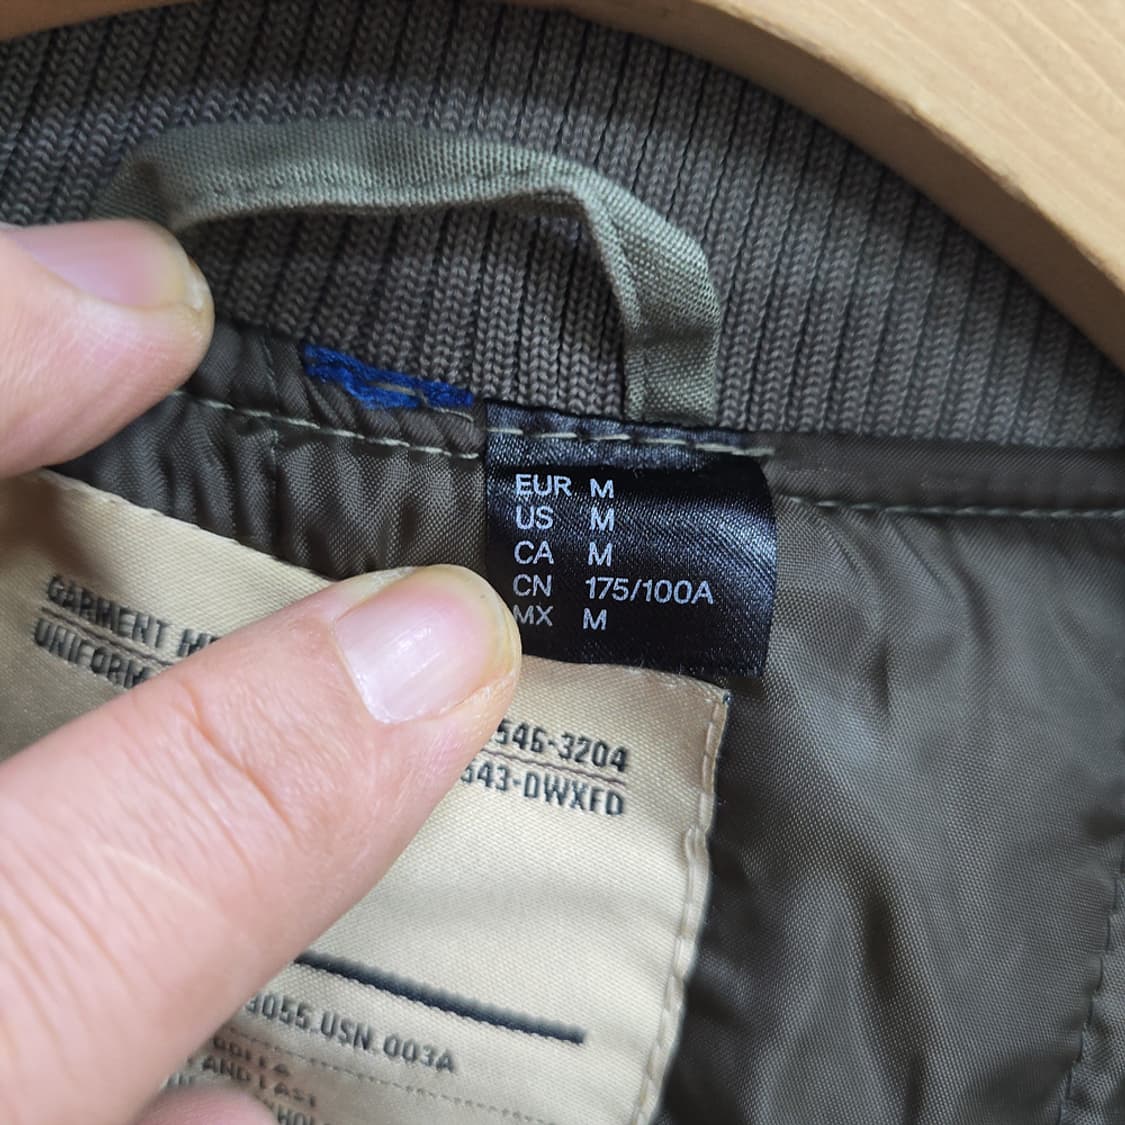 EUR M
US M
CA M
CN 175/100A
MX M
GARMENT
UNIFORM
546-3204
543-DWXFD
3055.USN.003A
AND LAST